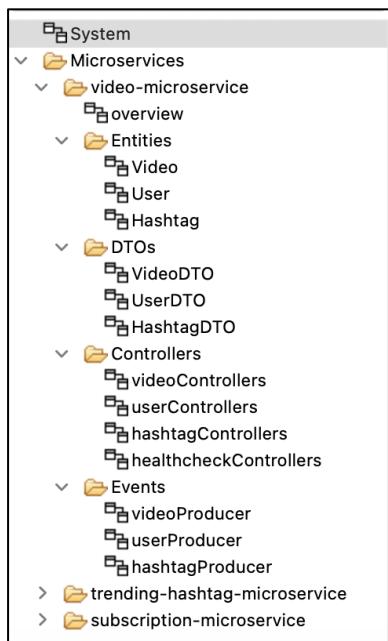 System
Microservices
video-microservice
overview
Entities
Video
User
Hashtag
DTOs
VideoDTO
UserDTO
HashtagDTO
Controllers
videoControllers
userControllers
hashtagControllers
healthcheckControllers
Events
videoProducer
userProducer
hashtagProducer
trending-hashtag-microservice
subscription-microservice